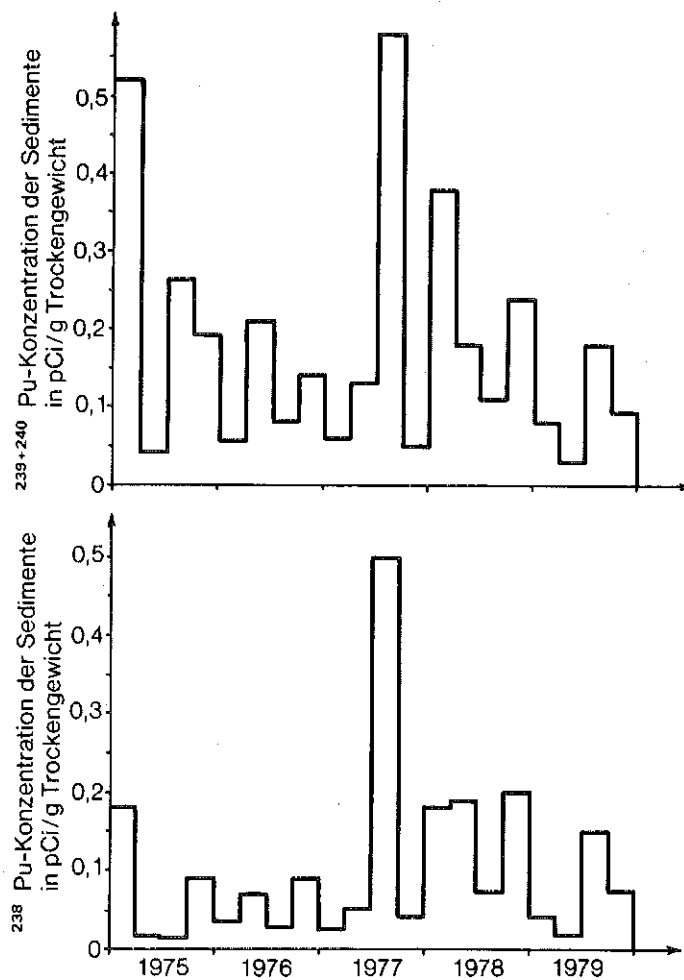 239+240 Pu-Konzentration der Sedimente
in pCi/g Trockengewicht
0,5
0,4
0,3
0,2
0,1
0
238 Pu-Konzentration der Sedimente
in pCi/g Trockengewicht
0,5
0,4
0,3
0,2
0,1
0
1975 1976 1977 1978 1979